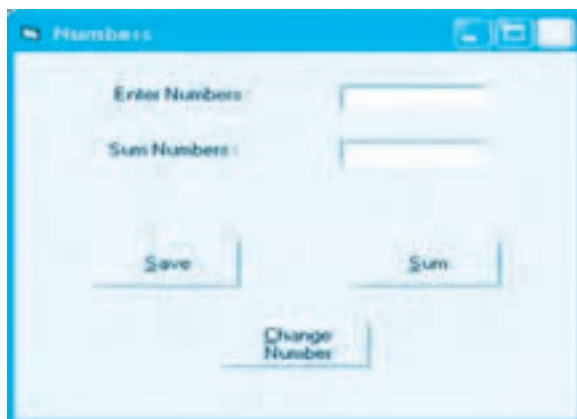 Numbers
Enter Numbers :
Sum Numbers :
Save
Sum
Change
Number